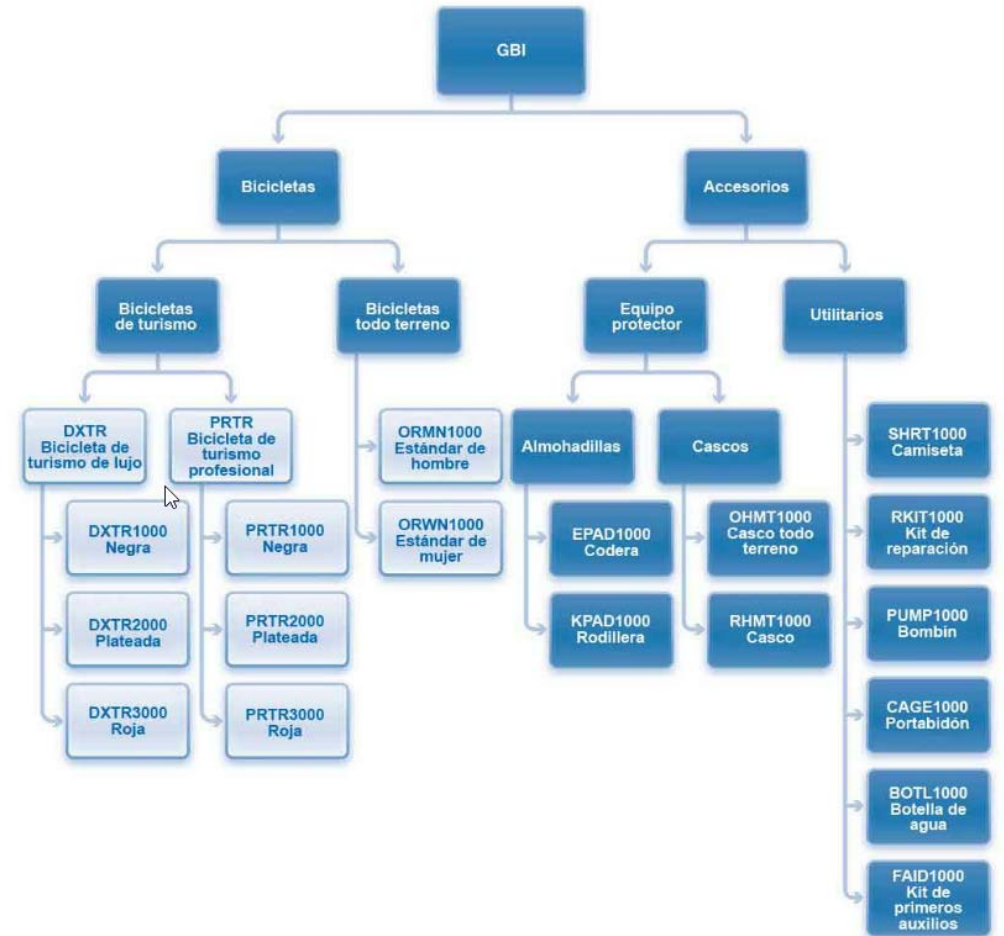 GBI
Bicicletas
Accesorios
Bicicletas
de turismo
Bicicletas
todo terreno
Equipo
protector
Utilitarios
DXTR
Bicicleta de
turismo de lujo
PRTR
Bicicleta de
turismo
profesional
ORMN1000
Estándar de
hombre
Almohadillas
Cascos
SHRT1000
Camiseta
DXTR1000
Negra
PRTR1000
Negra
ORWN1000
Estándar de
mujer
EPAD1000
Codera
OHMT1000
Casco todo
terreno
RKIT1000
Kit de
reparación
DXTR2000
Plateada
PRTR2000
Plateada
KPAD1000
Rodillera
RHMT1000
Casco
PUMP1000
Bombin
DXTR3000
Roja
PRTR3000
Roja
CAGE1000
Portabidón
BOTL1000
Botella de
agua
FAID1000
Kit de
primeros
auxilios